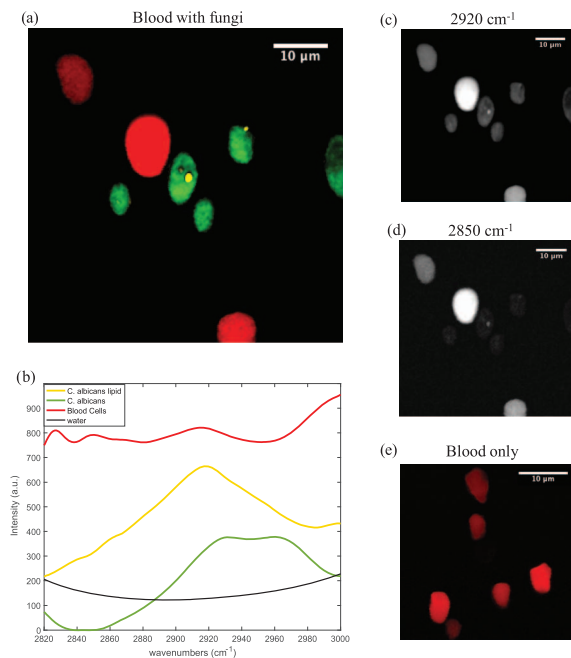 (a)
Blood with fungi
10 μm
(b)
C. albicans lipid
C. albicans
Blood Cells
water
Intensity (a.u.)
900
800
700
600
500
400
300
200
100
0
2820 2840 2860 2880 2900 2920 2940 2960 2980 3000
wavenumbers (cm⁻¹)
(c)
2920 cm⁻¹
10 μm
(d)
2850 cm⁻¹
10 μm
(e)
Blood only
10 μm